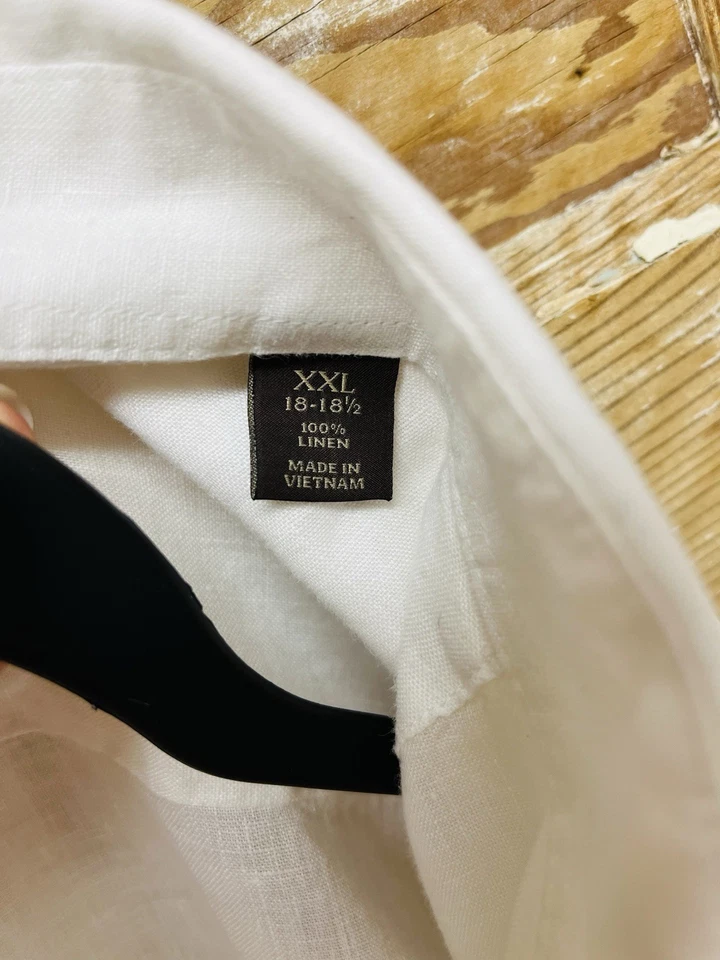 XXL
18-18½
100%
LINEN
MADE IN
VIETNAM